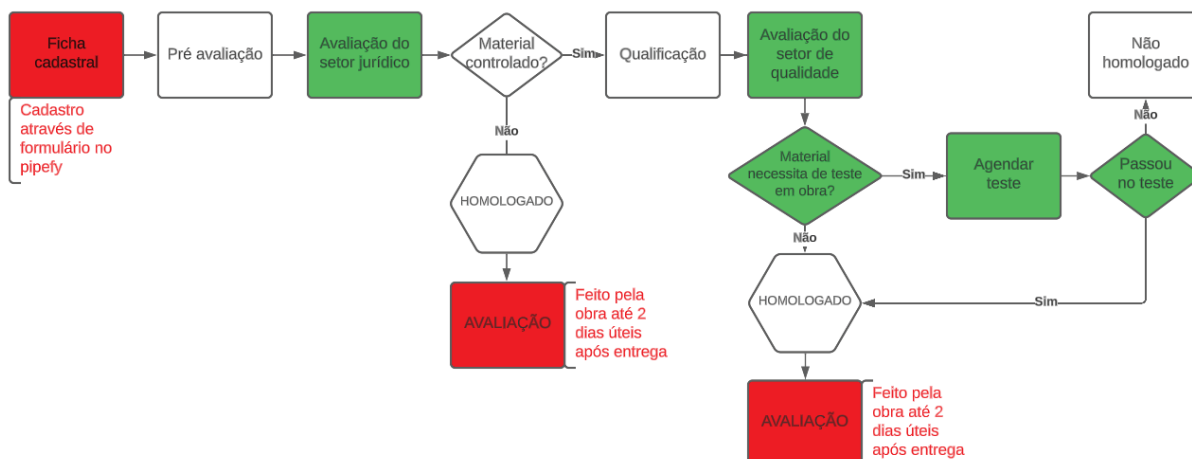 Ficha
cadastral
Pré avaliação
Avaliação do
setor jurídico
Material
controlado?
Sim
Qualificação
Avaliação do
setor de
qualidade
Não
homologado
Cadastro
através de
formulário no
pipefy
Não
Não
Material
necessita de teste
em obra?
Sim
Agendar
teste
Passou
no teste
HOMOLOGADO
Não
AVALIAÇÃO
Feito pela
obra até 2
dias úteis
após entrega
HOMOLOGADO
Sim
AVALIAÇÃO
Feito pela
obra até 2
dias úteis
após entrega